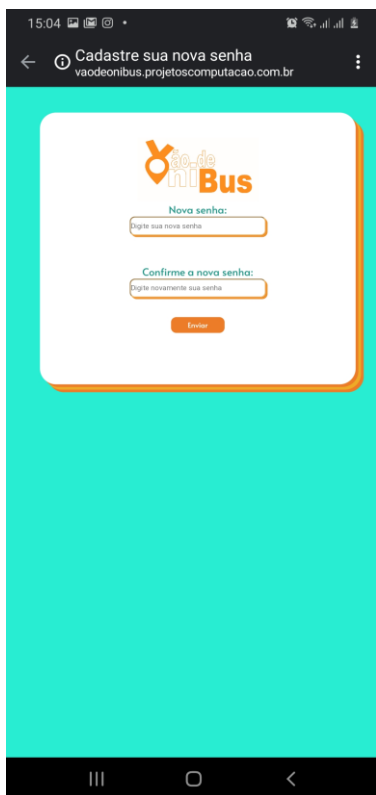 15:04
Cadastre sua nova senha
vaodeonibus.projetoscomputacao.com.br
Vão de
niBus
Nova senha:
Digite sua nova senha
Confirme a nova senha:
Digite novamente sua senha
Enviar